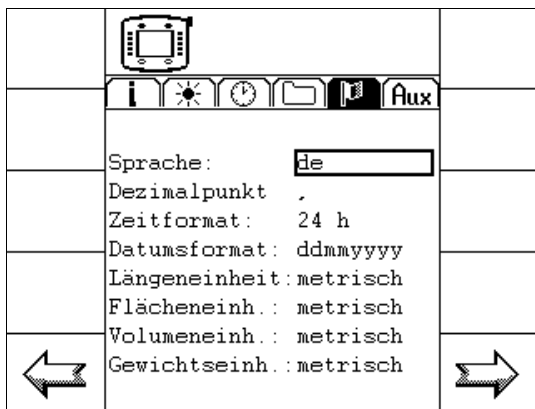 i Aux
Sprache: de
Dezimalpunkt ,
Zeitformat: 24 h
Datumsformat: ddmmyyyy
Längeneinheit: metrisch
Flächeneinh.: metrisch
Volumeneinh.: metrisch
Gewichtseinh.: metrisch